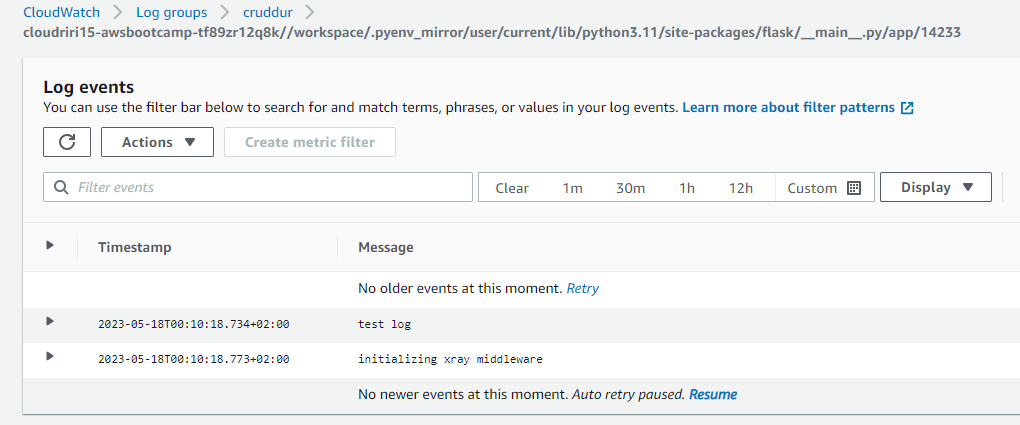 CloudWatch > Log groups > cruddur >
cloudriri15-awsbootcamp-tf89zr12q8k//workspace/.pyenv_mirror/user/current/lib/python3.11/site-packages/flask/__main__.py/app/14233
Log events
You can use the filter bar below to search for and match terms, phrases, or values in your log events. Learn more about filter patterns
Actions Create metric filter
Filter events Clear 1m 30m 1h 12h Custom Display
Timestamp Message
No older events at this moment. Retry
2023-05-18T00:10:18.734+02:00 test log
2023-05-18T00:10:18.773+02:00 initializing xray middleware
No newer events at this moment. Auto retry paused. Resume